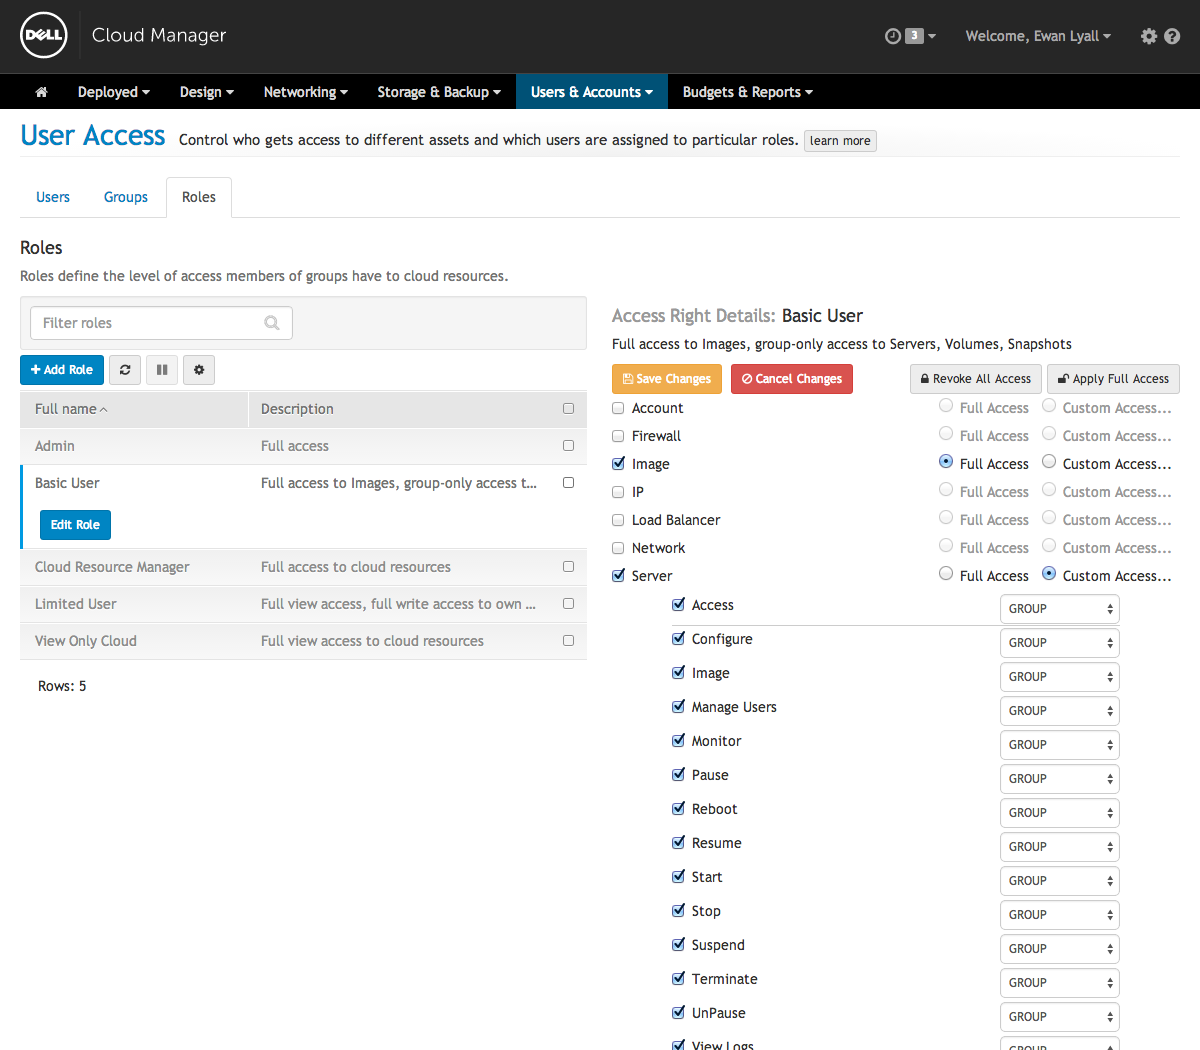 DELL Cloud Manager 3 Welcome, Ewan Lyall
Deployed Design Networking Storage & Backup Users & Accounts Budgets & Reports
User Access Control who gets access to different assets and which users are assigned to particular roles. learn more
Users Groups Roles
Roles
Roles define the level of access members of groups have to cloud resources.
Filter roles
+ Add Role
Full name Description
Admin Full access
Basic User Full access to Images, group-only access t...
Edit Role
Cloud Resource Manager Full access to cloud resources
Limited User Full view access, full write access to own ...
View Only Cloud Full view access to cloud resources
Rows: 5
Access Right Details: Basic User
Full access to Images, group-only access to Servers, Volumes, Snapshots
Save Changes Cancel Changes Revoke All Access Apply Full Access
Account Full Access Custom Access...
Firewall Full Access Custom Access...
Image Full Access Custom Access...
IP Full Access Custom Access...
Load Balancer Full Access Custom Access...
Network Full Access Custom Access...
Server Full Access Custom Access...
Access GROUP
Configure GROUP
Image GROUP
Manage Users GROUP
Monitor GROUP
Pause GROUP
Reboot GROUP
Resume GROUP
Start GROUP
Stop GROUP
Suspend GROUP
Terminate GROUP
UnPause GROUP
View Logs GROUP